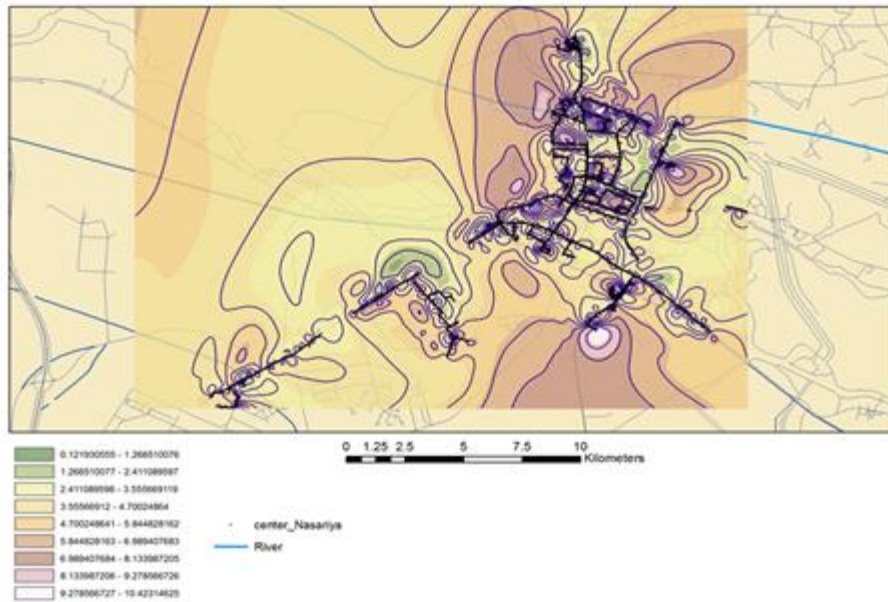 0 1.25 2.5 5 7.5 10
Kilometers
0.121930555 - 1.266510076
1.266510077 - 2.411089597
2.411089598 - 3.555669119
3.55566912 - 4.70024864
4.700248641 - 5.844828162
5.844828163 - 6.989407683
6.989407684 - 8.133987205
8.133987206 - 9.278566726
9.278566727 - 10.42314625
center_Nasariya
River